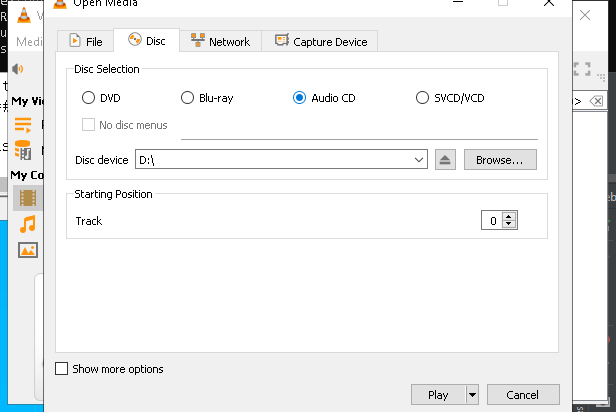 Open Media
Medi
File
Disc
Network
Capture Device
Disc Selection
DVD
Blu-ray
Audio CD
SVCD/VCD
No disc menus
My Vi
Disc device
D:\
Browse...
My Co
Starting Position
Track
0
Show more options
Play
Cancel